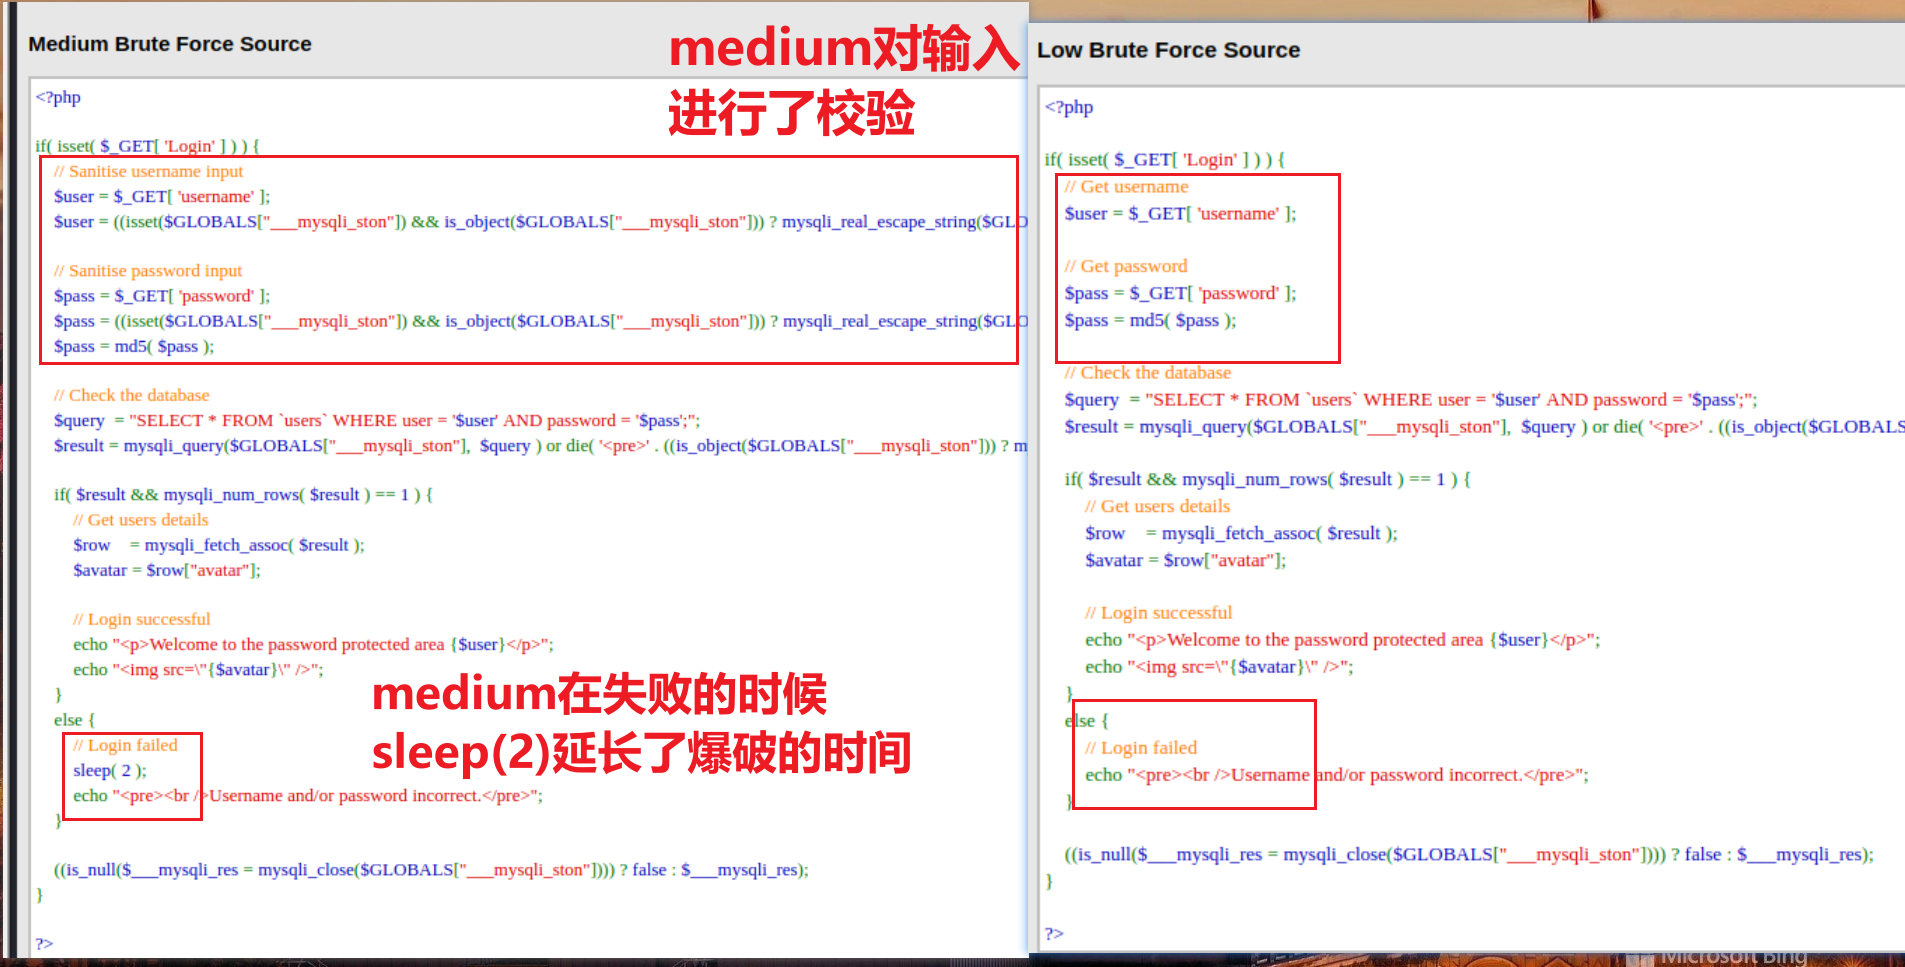 Medium Brute Force Source
medium对输入
进行了校验
<?php
if( isset( $_GET[ 'Login' ] ) ) {
// Sanitise username input
$user = $_GET[ 'username' ];
$user = ((isset($GLOBALS["___mysqli_ston"]) && is_object($GLOBALS["___mysqli_ston"])) ? mysqli_real_escape_string($GLO
// Sanitise password input
$pass = $_GET[ 'password' ];
$pass = ((isset($GLOBALS["___mysqli_ston"]) && is_object($GLOBALS["___mysqli_ston"])) ? mysqli_real_escape_string($GLO
$pass = md5( $pass );
// Check the database
$query  = "SELECT * FROM `users` WHERE user = '$user' AND password = '$pass';";
$result = mysqli_query($GLOBALS["___mysqli_ston"],  $query ) or die( '<pre>' . ((is_object($GLOBALS["___mysqli_ston"])) ? m
if( $result && mysqli_num_rows( $result ) == 1 ) {
// Get users details
$row    = mysqli_fetch_assoc( $result );
$avatar = $row["avatar"];
// Login successful
echo "<p>Welcome to the password protected area {$user}</p>";
echo "<img src=\"{$avatar}\" />";
}
else {
medium在失败的时候
sleep(2)延长了爆破的时间
// Login failed
sleep( 2 );
echo "<pre><br />Username and/or password incorrect.</pre>";
}
((is_null($___mysqli_res = mysqli_close($GLOBALS["___mysqli_ston"]))) ? false : $___mysqli_res);
}
?>
Low Brute Force Source
<?php
if( isset( $_GET[ 'Login' ] ) ) {
// Get username
$user = $_GET[ 'username' ];
// Get password
$pass = $_GET[ 'password' ];
$pass = md5( $pass );
// Check the database
$query  = "SELECT * FROM `users` WHERE user = '$user' AND password = '$pass';";
$result = mysqli_query($GLOBALS["___mysqli_ston"],  $query ) or die( '<pre>' . ((is_object($GLOBALS
if( $result && mysqli_num_rows( $result ) == 1 ) {
// Get users details
$row    = mysqli_fetch_assoc( $result );
$avatar = $row["avatar"];
// Login successful
echo "<p>Welcome to the password protected area {$user}</p>";
echo "<img src=\"{$avatar}\" />";
}
else {
// Login failed
echo "<pre><br />Username and/or password incorrect.</pre>";
}
((is_null($___mysqli_res = mysqli_close($GLOBALS["___mysqli_ston"]))) ? false : $___mysqli_res);
}
?>
Microsoft Bing